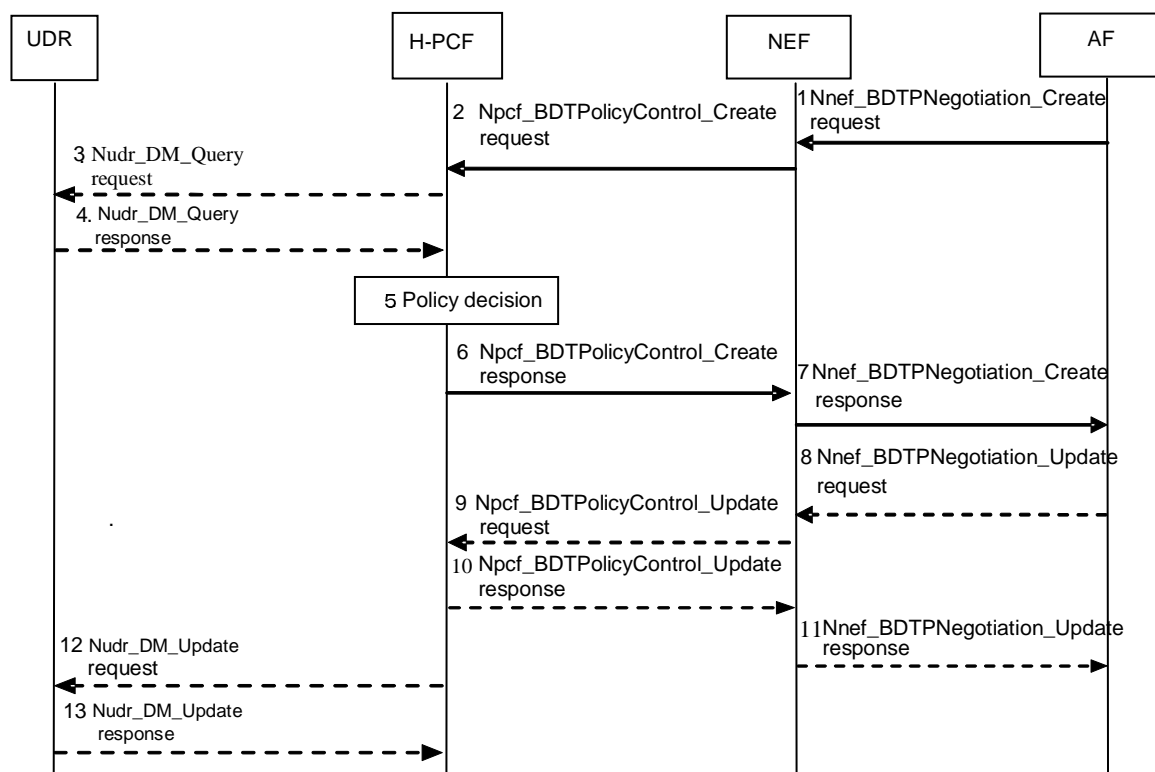 UDR
H-PCF
NEF
AF
1 Nnef_BDTPNegotiation_Create
request
2 Npcf_BDTPolicyControl_Create
request
3. Nudr_DM_Query
request
4. Nudr_DM_Query
response
5 Policy decision
6 Npcf_BDTPolicyControl_Create
response
7 Nnef_BDTPNegotiation_Create
response
8 Nnef_BDTPNegotiation_Update
request
9 Npcf_BDTPolicyControl_Update
request
.
10 Npcf_BDTPolicyControl_Update
response
11 Nnef_BDTPNegotiation_Update
response
12 Nudr_DM_Update
request
13 Nudr_DM_Update
response